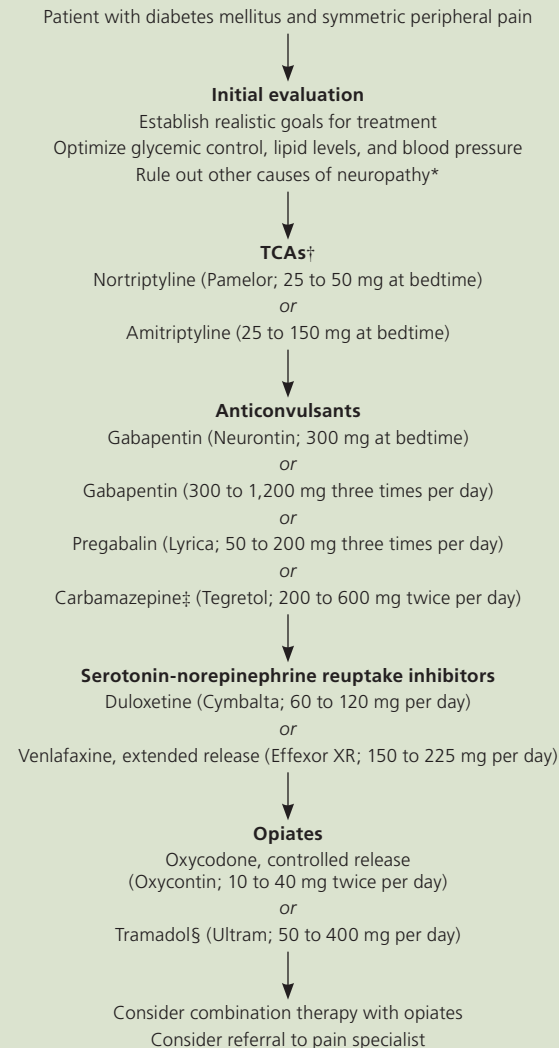 Patient with diabetes mellitus and symmetric peripheral pain
Initial evaluation
Establish realistic goals for treatment
Optimize glycemic control, lipid levels, and blood pressure
Rule out other causes of neuropathy*
TCAs†
Nortriptyline (Pamelor; 25 to 50 mg at bedtime)
or
Amitriptyline (25 to 150 mg at bedtime)
Anticonvulsants
Gabapentin (Neurontin; 300 mg at bedtime)
or
Gabapentin (300 to 1,200 mg three times per day)
or
Pregabalin (Lyrica; 50 to 200 mg three times per day)
or
Carbamazepine‡ (Tegretol; 200 to 600 mg twice per day)
Serotonin-norepinephrine reuptake inhibitors
Duloxetine (Cymbalta; 60 to 120 mg per day)
or
Venlafaxine, extended release (Effexor XR; 150 to 225 mg per day)
Opiates
Oxycodone, controlled release
(Oxycontin; 10 to 40 mg twice per day)
or
Tramadol§ (Ultram; 50 to 400 mg per day)
Consider combination therapy with opiates
Consider referral to pain specialist